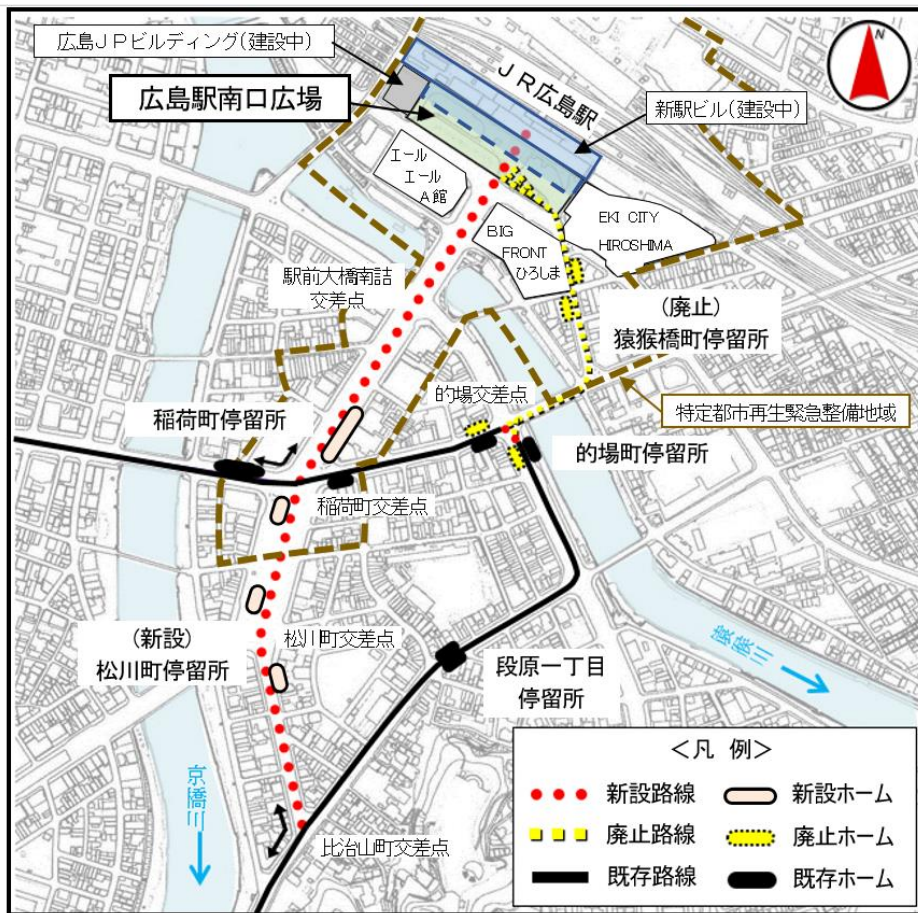 広島JPビルディング(建設中)
N
JR広島駅
広島駅南口広場
新駅ビル(建設中)
エール
エール
A館
EKI CITY
HIROSHIMA
BIG
FRONT
ひろしま
駅前大橋南詰
交差点
(廃止)
猿猴橋町停留所
的場交差点
特定都市再生緊急整備地域
稲荷町停留所
的場町停留所
稲荷町交差点
(新設)
松川町停留所
松川町交差点
段原一丁目
停留所
猿猴川
京橋川
比治山町交差点
<凡 例>
新設路線
新設ホーム
廃止路線
廃止ホーム
既存路線
既存ホーム